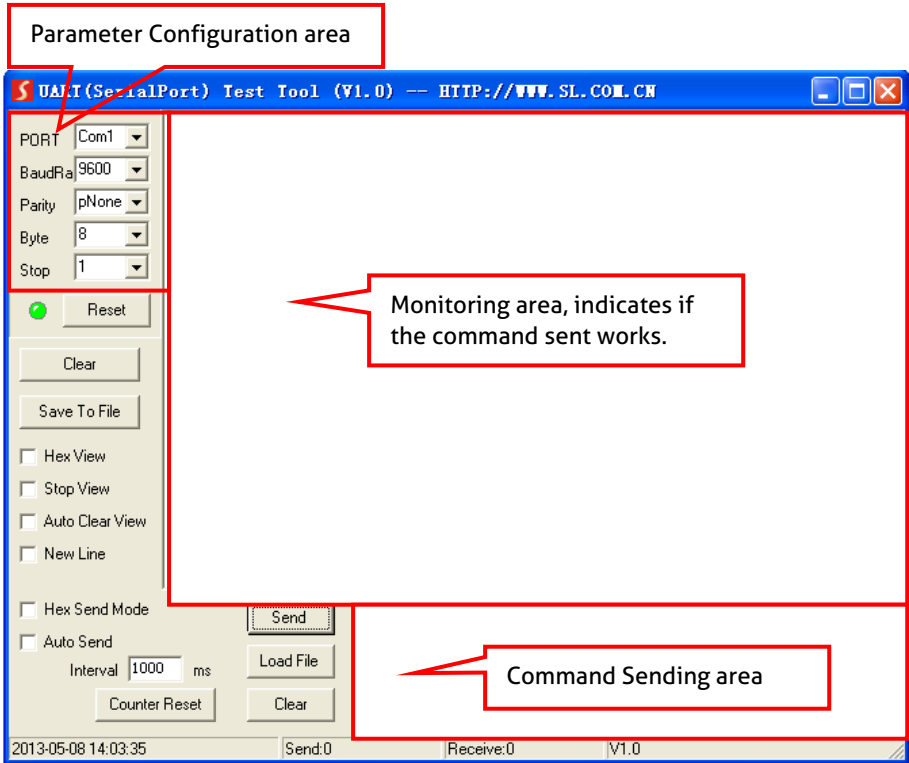 Parameter Configuration area
UART(SerialPort) Test Tool (V1.0) -- HTTP://WWW.SL.COM.CN
PORT Com1
BaudRa 9600
Parity pNone
Byte 8
Stop 1
Reset
Monitoring area, indicates if
the command sent works.
Clear
Save To File
Hex View
Stop View
Auto Clear View
New Line
Hex Send Mode
Send
Auto Send
Interval 1000 ms
Load File
Command Sending area
Counter Reset
Clear
2013-05-08 14:03:35 Send:0 Receive:0 V1.0